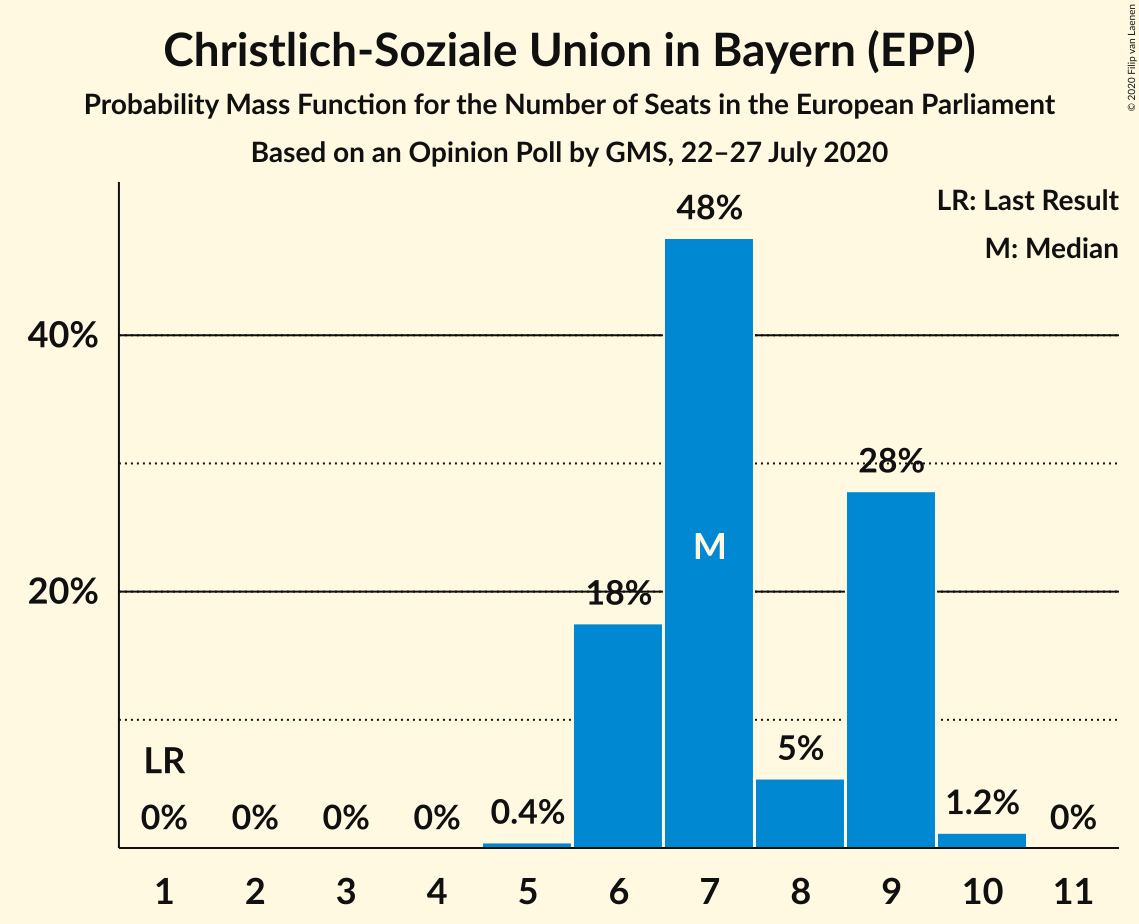 Christlich-Soziale Union in Bayern (EPP)
Probability Mass Function for the Number of Seats in the European Parliament
Based on an Opinion Poll by GMS, 22–27 July 2020
© 2020 Filip van Laenen
LR: Last Result
M: Median
48%
40%
28%
M
20%
18%
LR
5%
0% 0% 0% 0% 0.4% 1.2% 0%
1 2 3 4 5 6 7 8 9 10 11